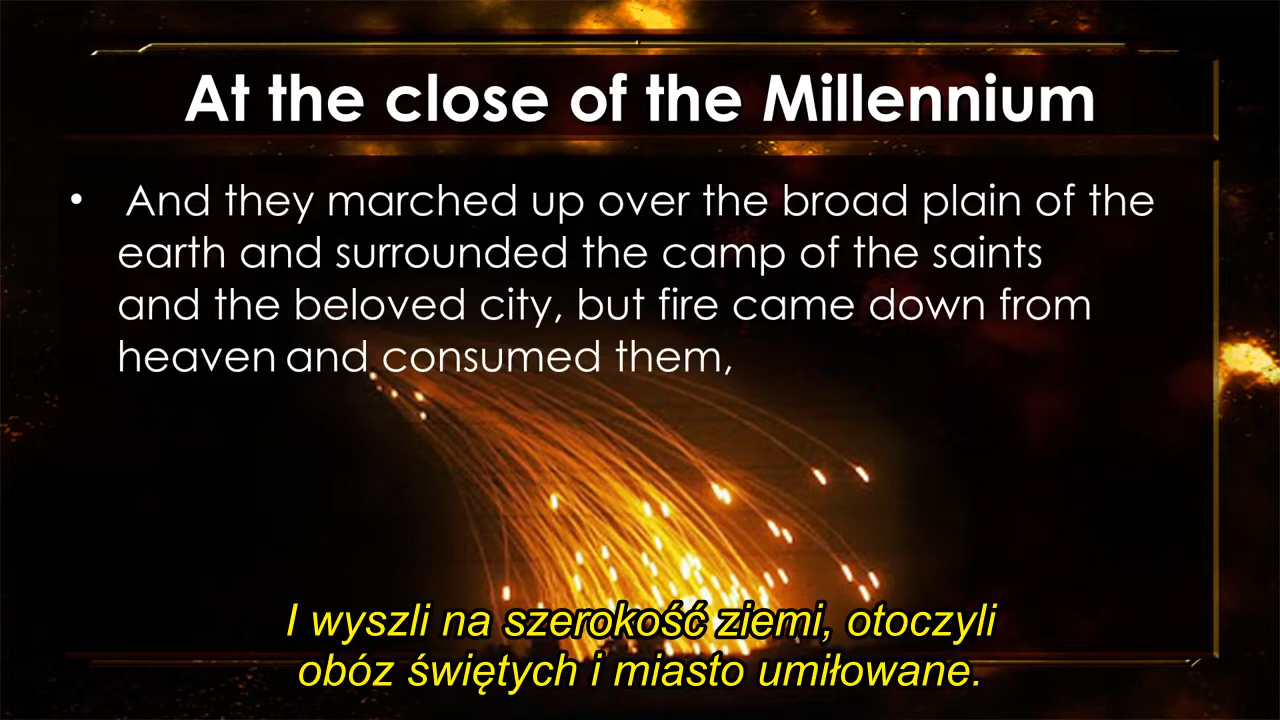 At the close of the Millennium
• And they marched up over the broad plain of the
earth and surrounded the camp of the saints
and the beloved city, but fire came down from
heaven and consumed them,
I wyszli na szerokość ziemi, otoczyli
obóz świętych i miasto umiłowane.